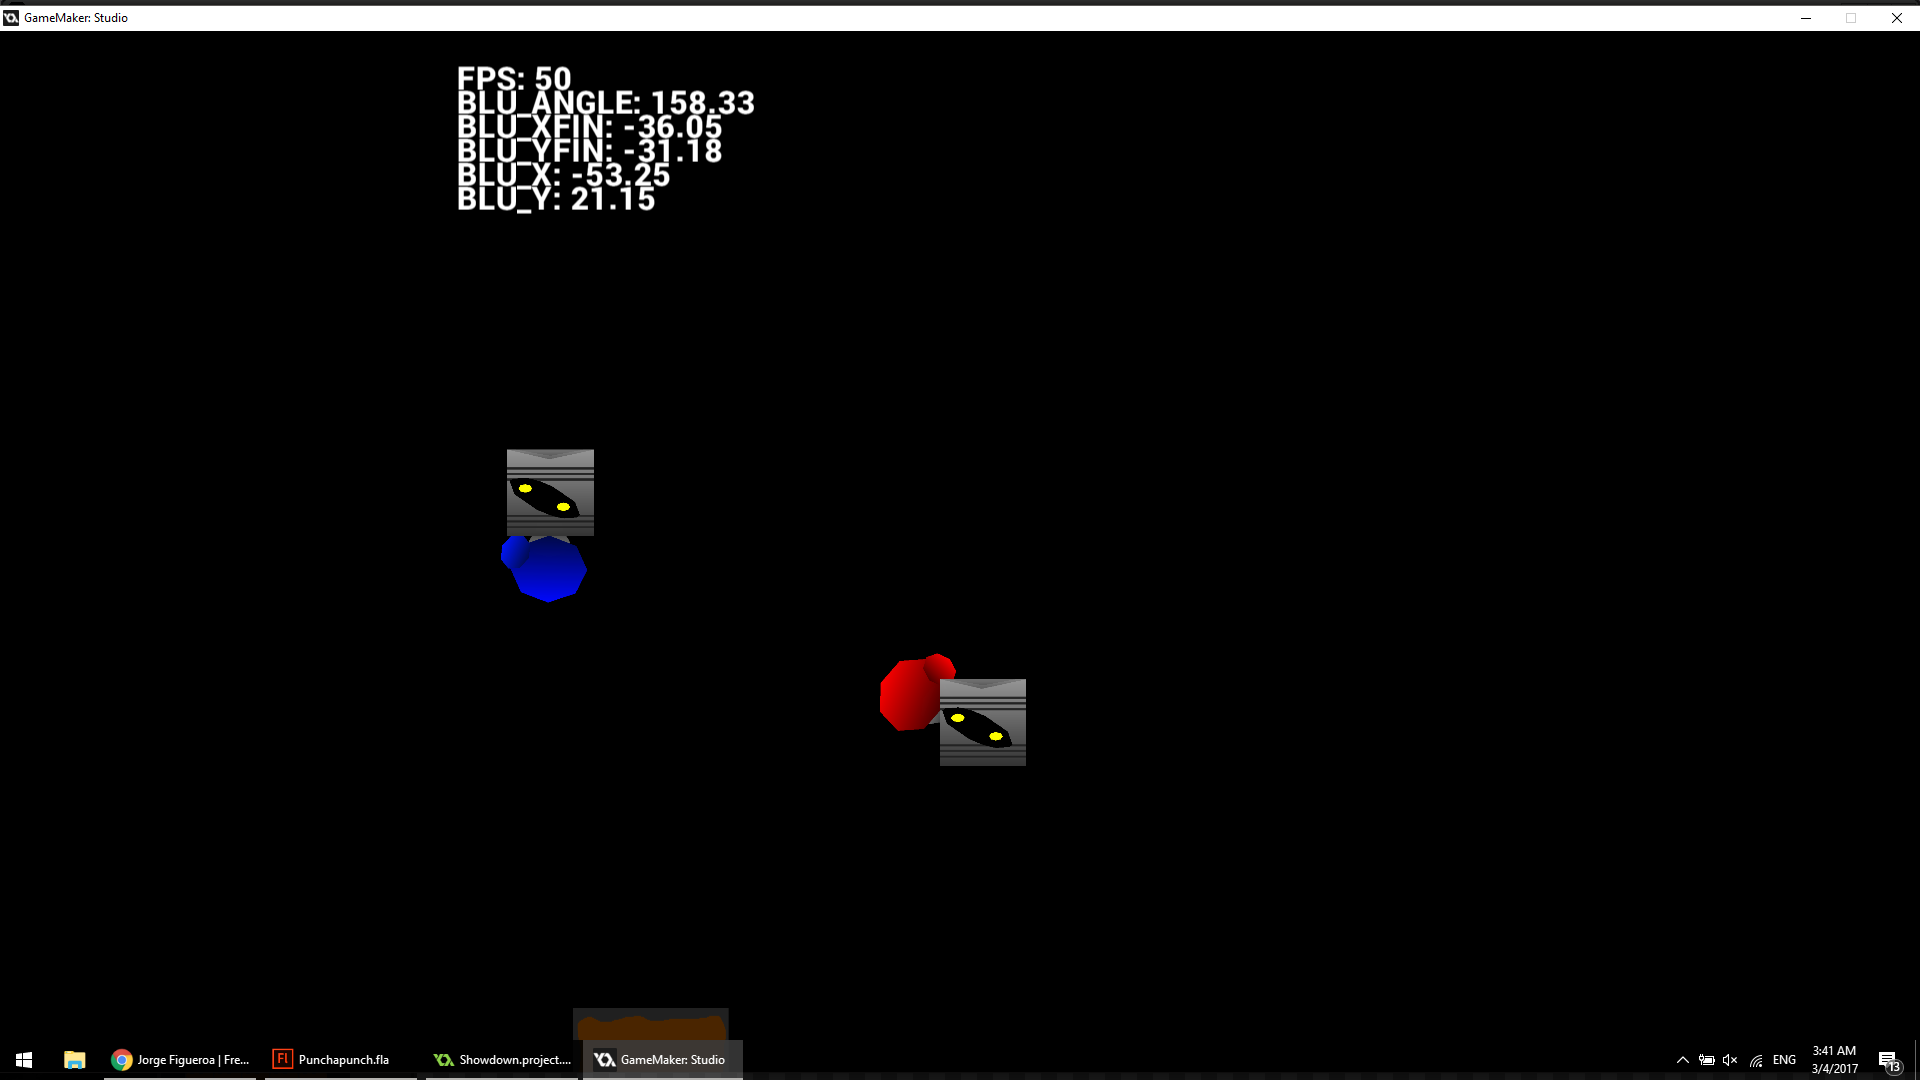 GameMaker: Studio
FPS: 50
BLU_ANGLE: 158.33
BLU_XFIN: -36.05
BLU_YFIN: -31.18
BLU_X: -53.25
BLU_Y: 21.15
Jorge Figueroa | Fre...
Fl
Punchapunch.fla
Showdown.project....
GameMaker: Studio
ENG
3:41 AM
3/4/2017
13